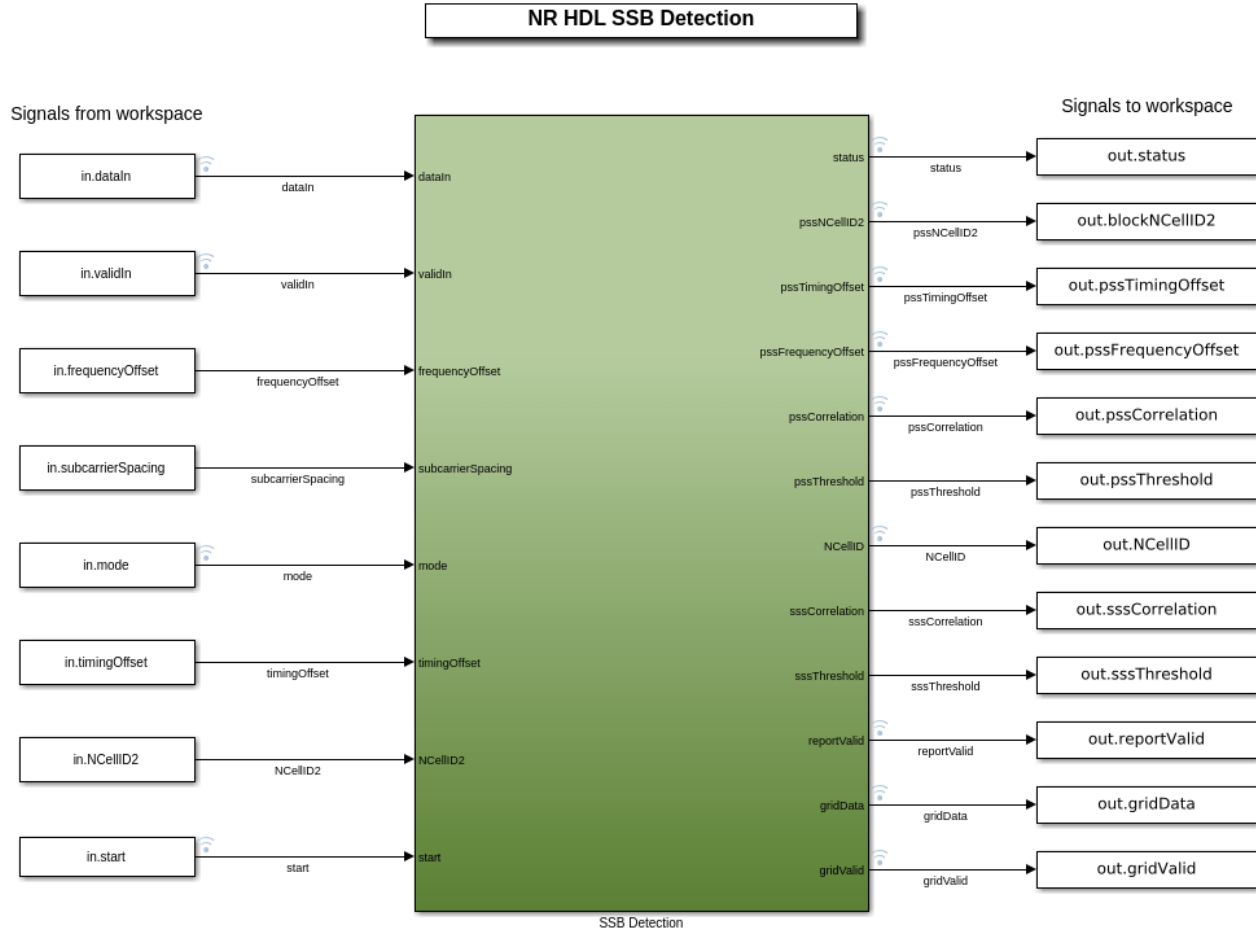 NR HDL SSB Detection
Signals from workspace
in.dataIn
dataIn
in.validIn
validIn
in.frequencyOffset
frequencyOffset
in.subcarrierSpacing
subcarrierSpacing
in.mode
mode
in.timingOffset
timingOffset
in.NCellID2
NCellID2
in.start
start
dataIn
validIn
frequencyOffset
subcarrierSpacing
mode
timingOffset
NCellID2
start
status
pssNCellID2
pssTimingOffset
pssFrequencyOffset
pssCorrelation
pssThreshold
NCellID
sssCorrelation
sssThreshold
reportValid
gridData
gridValid
SSB Detection
Signals to workspace
status
out.status
pssNCellID2
out.blockNCellID2
pssTimingOffset
out.pssTimingOffset
pssFrequencyOffset
out.pssFrequencyOffset
pssCorrelation
out.pssCorrelation
pssThreshold
out.pssThreshold
NCellID
out.NCellID
sssCorrelation
out.sssCorrelation
sssThreshold
out.sssThreshold
reportValid
out.reportValid
gridData
out.gridData
gridValid
out.gridValid